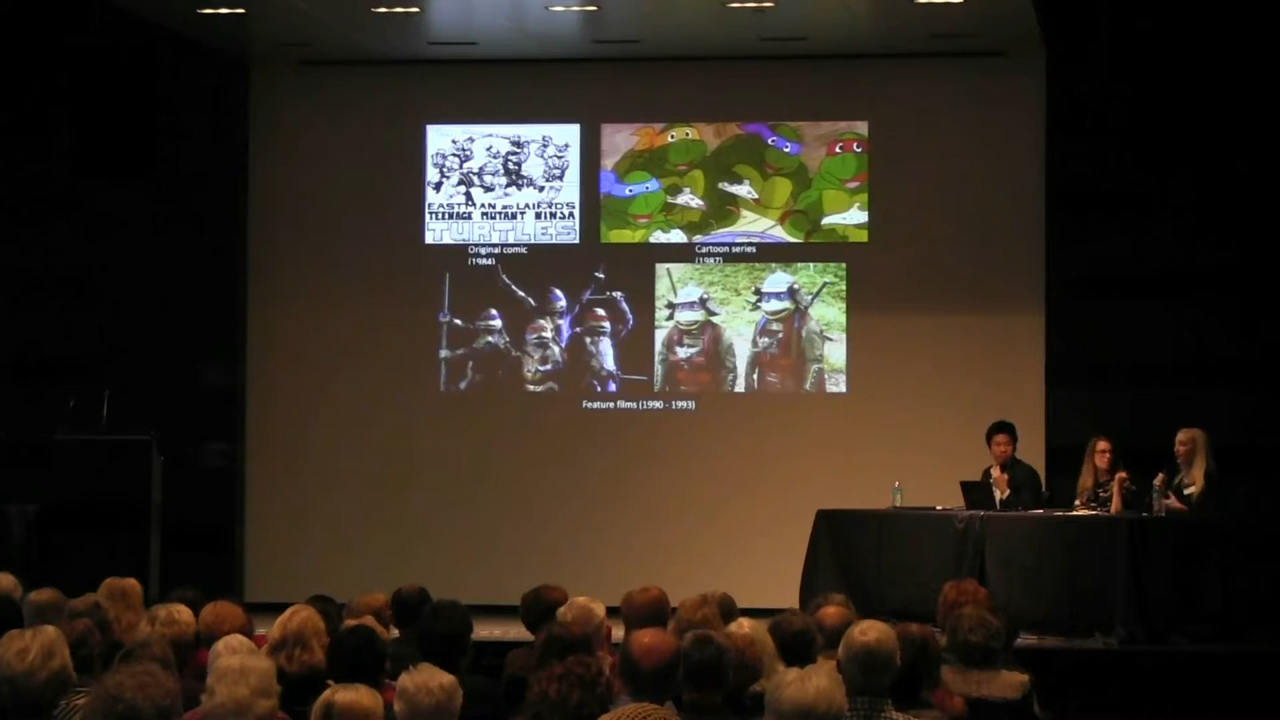 EASTMAN AND LAIRD'S
TEENAGE MUTANT NINJA
TURTLES
Original comic
(1984)
Cartoon series
(1987)
Feature films (1990 - 1993)